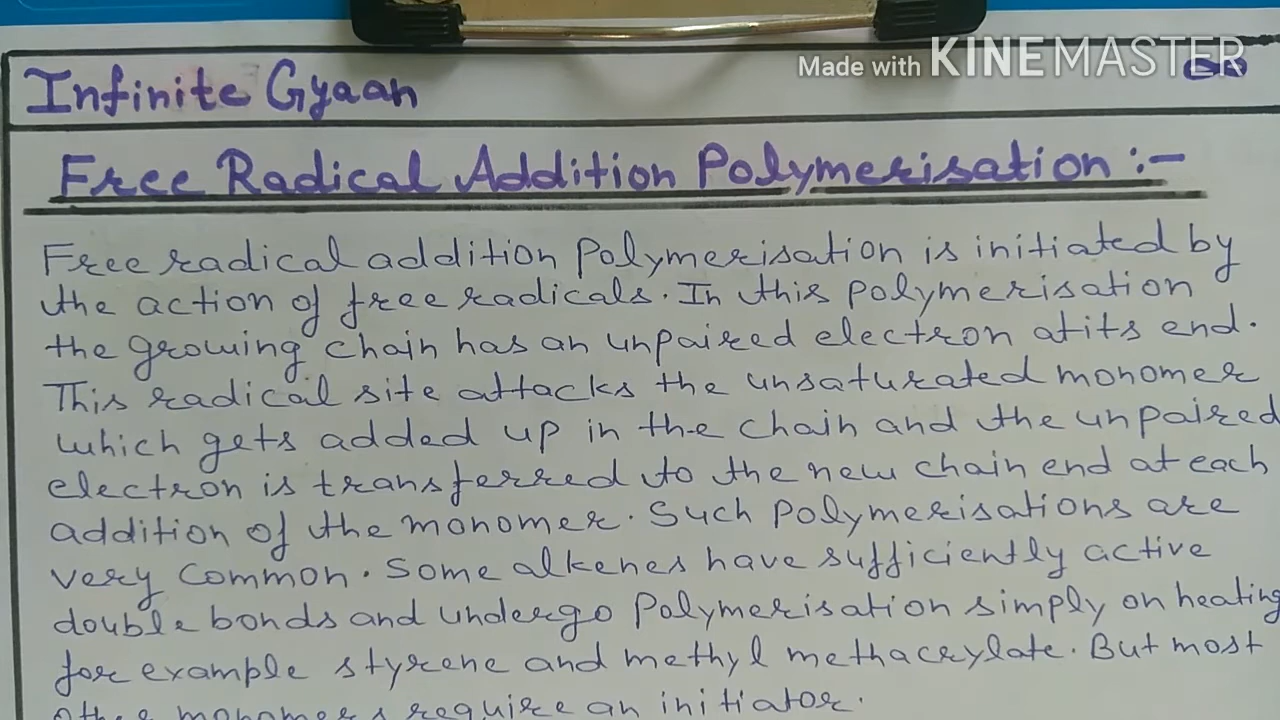 Made with KINEMASTER
Infinite Gyaan
Free Radical Addition Polymerisation :-
Free radical addition Polymerisation is initiated by
the action of free radicals. In this polymerisation
the growing chain has an unpaired electron at its end.
This radical site attacks the unsaturated monomer
which gets added up in the chain and the unpaired
electron is transferred to the new chain end at each
addition of the monomer. Such Polymerisations are
very common. Some alkenes have sufficiently active
double bonds and undergo Polymerisation simply on heating
for example styrene and methyl methacrylate. But most
other monomers require an initiator.